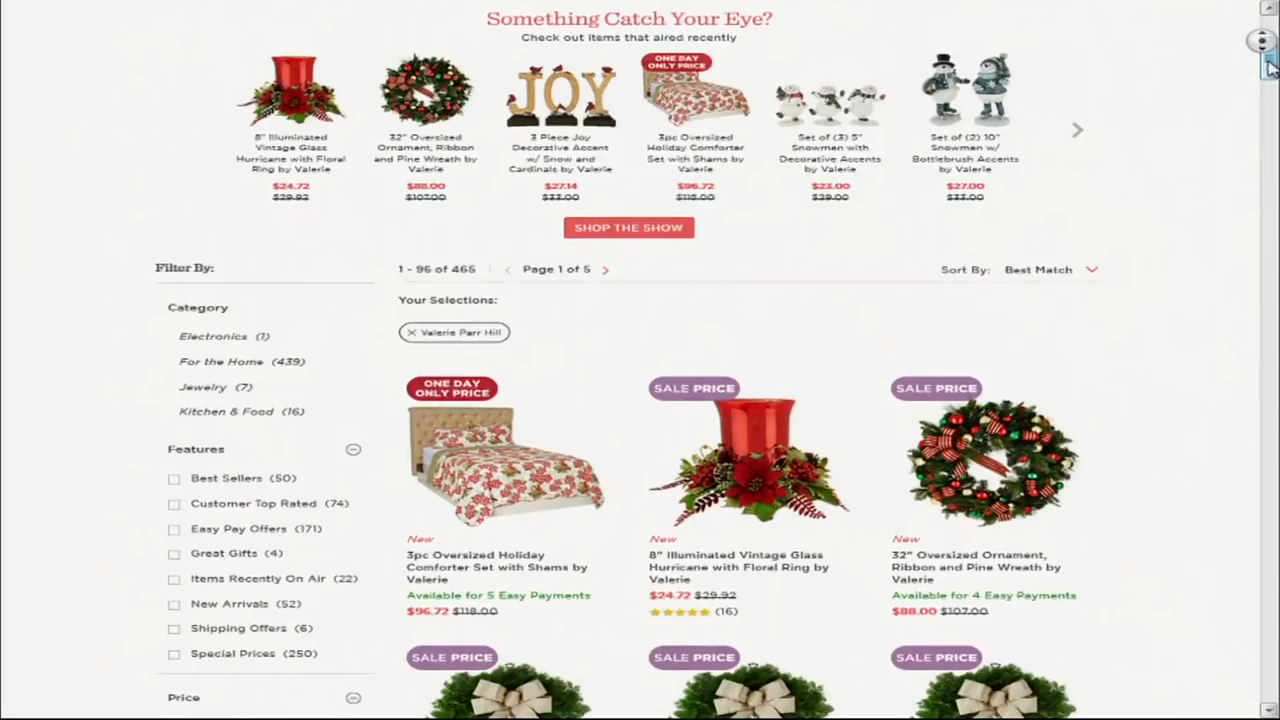 Something Catch Your Eye?
Check out items that aired recently
ONE DAY
ONLY PRICE
8" Illuminated
Vintage Glass
Hurricane with Floral
Ring by Valerie
$24.72
$29.92
32" Oversized
Ornament, Ribbon
and Pine Wreath by
Valerie
$88.00
$107.00
3 Piece Joy
Decorative Accent
w/ Snow and
Cardinals by Valerie
$27.14
$33.00
3pc Oversized
Holiday Comforter
Set with Shams by
Valerie
$96.72
$118.00
Set of (3) 5"
Snowmen with
Decorative Accents
by Valerie
$23.00
$29.00
Set of (2) 10"
Snowmen w/
Bottlebrush Accents
by Valerie
$27.00
$33.00
JOY
SHOP THE SHOW
Filter By:
1 - 96 of 465
Page 1 of 5
Sort By: Best Match
Your Selections:
Valerie Parr Hill
Category
Electronics (1)
For the Home (439)
Jewelry (7)
Kitchen & Food (16)
Features
Best Sellers (50)
Customer Top Rated (74)
Easy Pay Offers (171)
Great Gifts (4)
Items Recently On Air (22)
New Arrivals (52)
Shipping Offers (6)
Special Prices (250)
Price
ONE DAY
ONLY PRICE
New
3pc Oversized Holiday
Comforter Set with Shams by
Valerie
Available for 5 Easy Payments
$96.72 $118.00
SALE PRICE
New
8" Illuminated Vintage Glass
Hurricane with Floral Ring by
Valerie
$24.72 $29.92
(16)
SALE PRICE
New
32" Oversized Ornament,
Ribbon and Pine Wreath by
Valerie
Available for 4 Easy Payments
$88.00 $107.00
SALE PRICE
SALE PRICE
SALE PRICE